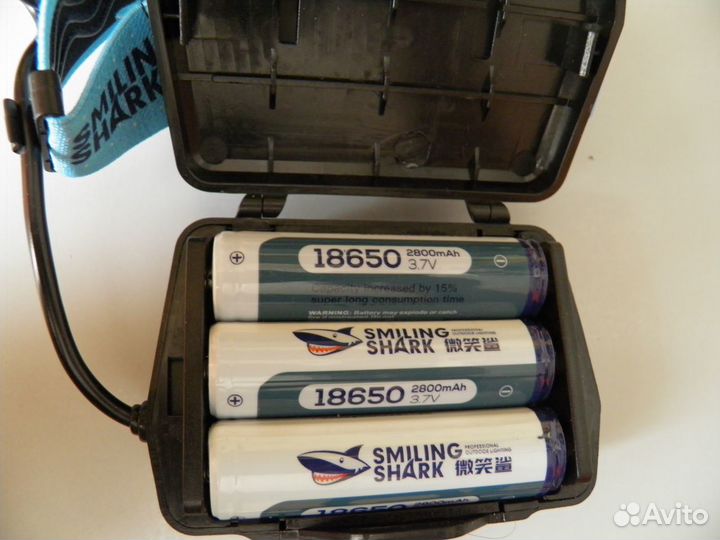 SMILING
SHARK
18650 2800mAh
3.7V
Capacity increased by 15%
super long consumption time
WARNING: Battery may explode or catch
SMILING PROFESSIONAL
OUTDOOR LIGHTING
SHARK 微笑鲨
18650 2800mAh
3.7V
SMILING PROFESSIONAL
OUTDOOR LIGHTING
SHARK 微笑鲨
18650 2800mAh
Avito